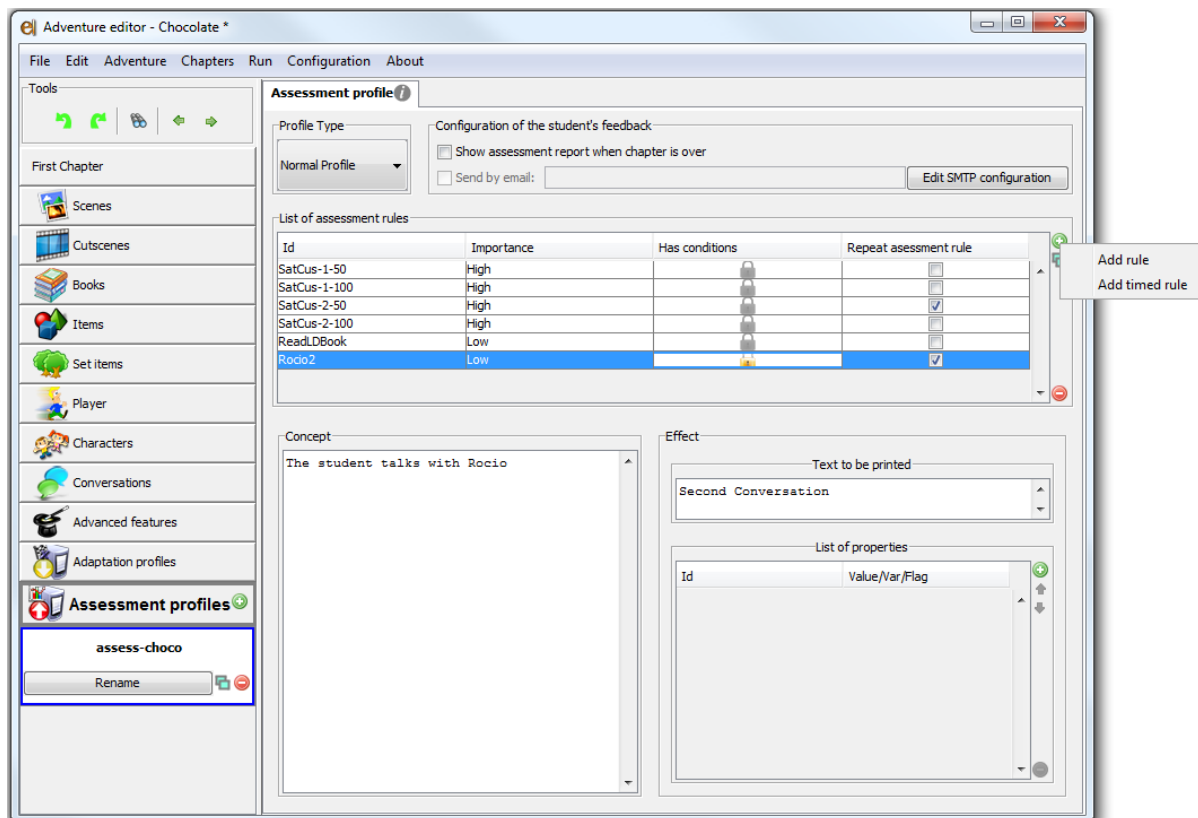 Adventure editor - Chocolate *
File Edit Adventure Chapters Run Configuration About
Tools
First Chapter
Scenes
Cutscenes
Books
Items
Set items
Player
Characters
Conversations
Advanced features
Adaptation profiles
Assessment profiles
assess-choco
Rename
Assessment profile
Profile Type
Normal Profile
Configuration of the student's feedback
Show assessment report when chapter is over
Send by email:
Edit SMTP configuration
List of assessment rules
Id Importance Has conditions Repeat asessment rule
SatCus-1-50 High
SatCus-1-100 High
SatCus-2-50 High
SatCus-2-100 High
ReadLDBook Low
Rocio2 Low
Add rule
Add timed rule
Concept
The student talks with Rocio
Effect
Text to be printed
Second Conversation
List of properties
Id Value/Var/Flag